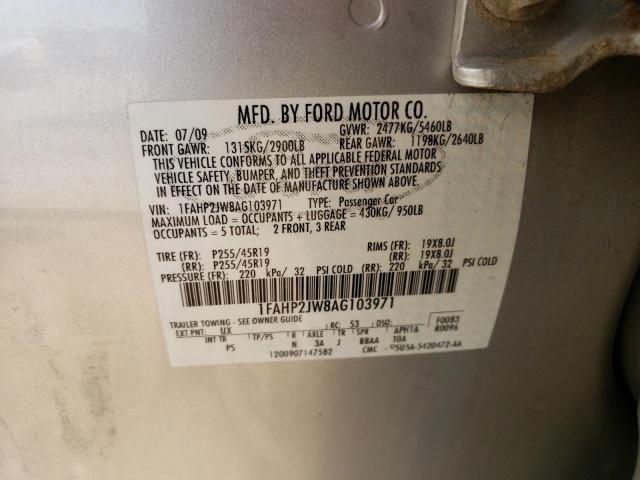 MFD. BY FORD MOTOR CO.
DATE: 07/09 GVWR: 2477KG/5460LB
FRONT GAWR: 1315KG/2900LB REAR GAWR: 1198KG/2640LB
THIS VEHICLE CONFORMS TO ALL APPLICABLE FEDERAL MOTOR
VEHICLE SAFETY, BUMPER, AND THEFT PREVENTION STANDARDS
IN EFFECT ON THE DATE OF MANUFACTURE SHOWN ABOVE.
VIN: 1FAHP2JW8AG103971 TYPE: Passenger Car
MAXIMUM LOAD = OCCUPANTS + LUGGAGE = 430KG/ 950LB
OCCUPANTS = 5 TOTAL; 2 FRONT, 3 REAR
TIRE (FR): P255/45R19 RIMS (FR): 19X8.0J
(RR): P255/45R19 (RR): 19X8.0J
PRESSURE (FR): 220 kPa/ 32 PSI COLD (RR): 220 kPa/ 32 PSI COLD
1FAHP2JW8AG103971
TRAILER TOWING - SEE OWNER GUIDE F0083
EXT PNT: UX RC: 53 DSO: R0096
INT TR TP/PS R AXLE TR SPR APH1A
PS N 3A J BBAA TOA
1200907147582 CMC 5U5A-5420472-AA